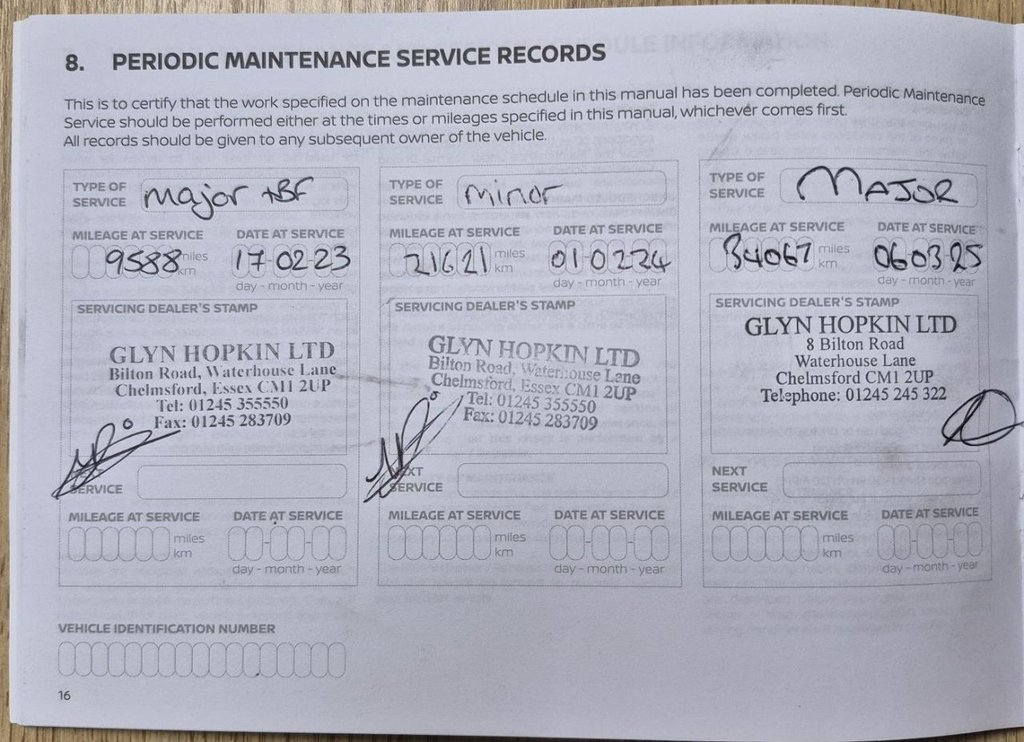 8. PERIODIC MAINTENANCE SERVICE RECORDS
This is to certify that the work specified on the maintenance schedule in this manual has been completed. Periodic Maintenance
Service should be performed either at the times or mileages specified in this manual, whichever comes first.
All records should be given to any subsequent owner of the vehicle.
TYPE OF
SERVICE
major +BF
MILEAGE AT SERVICE
DATE AT SERVICE
9588 miles
km
17-02-23
day - month - year
SERVICING DEALER'S STAMP
GLYN HOPKIN LTD
Bilton Road, Waterhouse Lane
Chelmsford, Essex CM1 2UP
Tel: 01245 355550
Fax: 01245 283709
SERVICE
MILEAGE AT SERVICE
DATE AT SERVICE
miles
km
day - month - year
TYPE OF
SERVICE
minor
MILEAGE AT SERVICE
DATE AT SERVICE
21621 miles
km
01-02-24
day - month - year
SERVICING DEALER'S STAMP
GLYN HOPKIN LTD
Bilton Road, Waterhouse Lane
Chelmsford, Essex CM1 2UP
Tel: 01245 355550
Fax: 01245 283709
NEXT
SERVICE
MILEAGE AT SERVICE
DATE AT SERVICE
miles
km
day - month - year
TYPE OF
SERVICE
MAJOR
MILEAGE AT SERVICE
DATE AT SERVICE
34067 miles
km
06-03-25
day - month - year
SERVICING DEALER'S STAMP
GLYN HOPKIN LTD
8 Bilton Road
Waterhouse Lane
Chelmsford CM1 2UP
Telephone: 01245 245 322
NEXT
SERVICE
MILEAGE AT SERVICE
DATE AT SERVICE
miles
km
day - month - year
VEHICLE IDENTIFICATION NUMBER
16